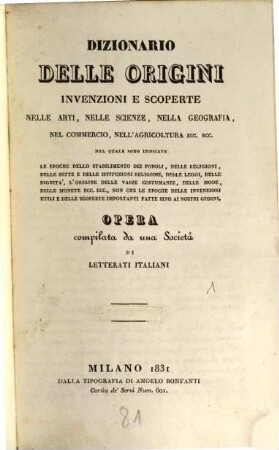 DIZIONARIO
DELLE ORIGINI
INVENZIONI E SCOPERTE
NELLE ARTI, NELLE SCIENZE, NELLA GEOGRAFIA,
NEL COMMERCIO, NELL'AGRICOLTURA ECC. ECC.
NEL QUALE SONO INDICATE
LE EPOCHE DELLO STABILIMENTO DEI POPOLI, DELLE RELIGIONI,
DELLE SETTE E DELLE ISTITUZIONI RELIGIOSE, DELLE LEGGI, DELLE
DIGNITA', L'ORIGINE DELLE VARIE COSTUMANZE, DELLE MODE,
DELLE MONETE ECC. ECC., NON CHE LE EPOCHE DELLE INVENZIONI
UTILI E DELLE SCOPERTE IMPORTANTI FATTE SINO AI NOSTRI GIORNI.
OPERA
compilata da una Società
DI
LETTERATI ITALIANI
1
MILANO 1831
DALLA TIPOGRAFIA DI ANGELO BONFANTI
Corsia de' Servi Num. 601.
81